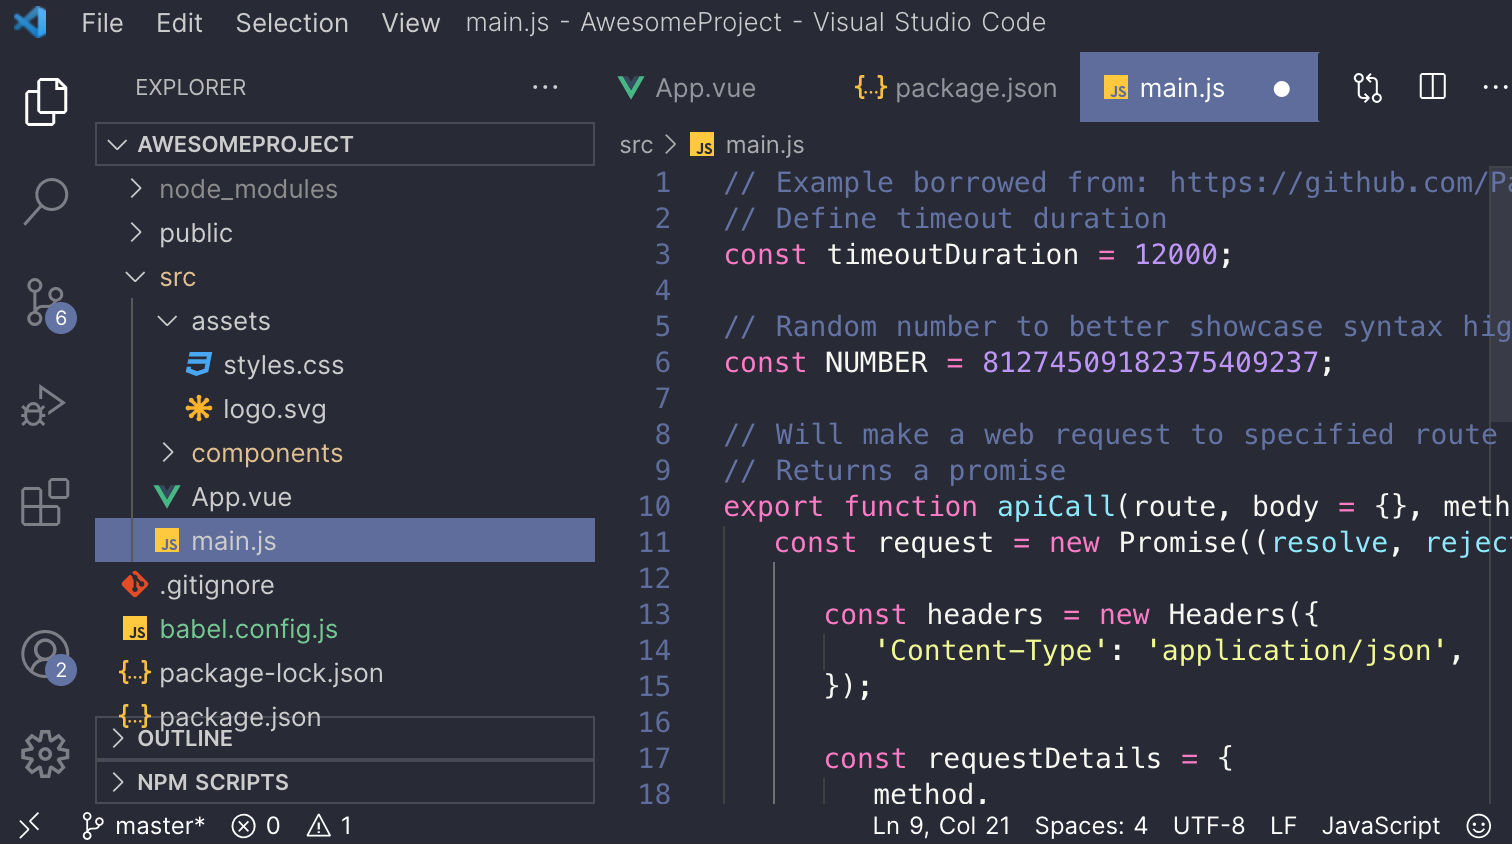 File Edit Selection View main.js - AwesomeProject - Visual Studio Code
EXPLORER ...
AWESOMEPROJECT
node_modules
public
src
assets
styles.css
logo.svg
components
App.vue
main.js
.gitignore
babel.config.js
package-lock.json
package.json
OUTLINE
NPM SCRIPTS
6
2
App.vue {...} package.json JS main.js ...
src > JS main.js
1 // Example borrowed from: https://github.com/Pa
2 // Define timeout duration
3 const timeoutDuration = 12000;
4
5 // Random number to better showcase syntax hig
6 const NUMBER = 81274509182375409237;
7
8 // Will make a web request to specified route
9 // Returns a promise
10 export function apiCall(route, body = {}, meth
11 const request = new Promise((resolve, reject
12
13 const headers = new Headers({
14 'Content-Type': 'application/json',
15 });
16
17 const requestDetails = {
18 method,
master* 0 1 Ln 9, Col 21 Spaces: 4 UTF-8 LF JavaScript